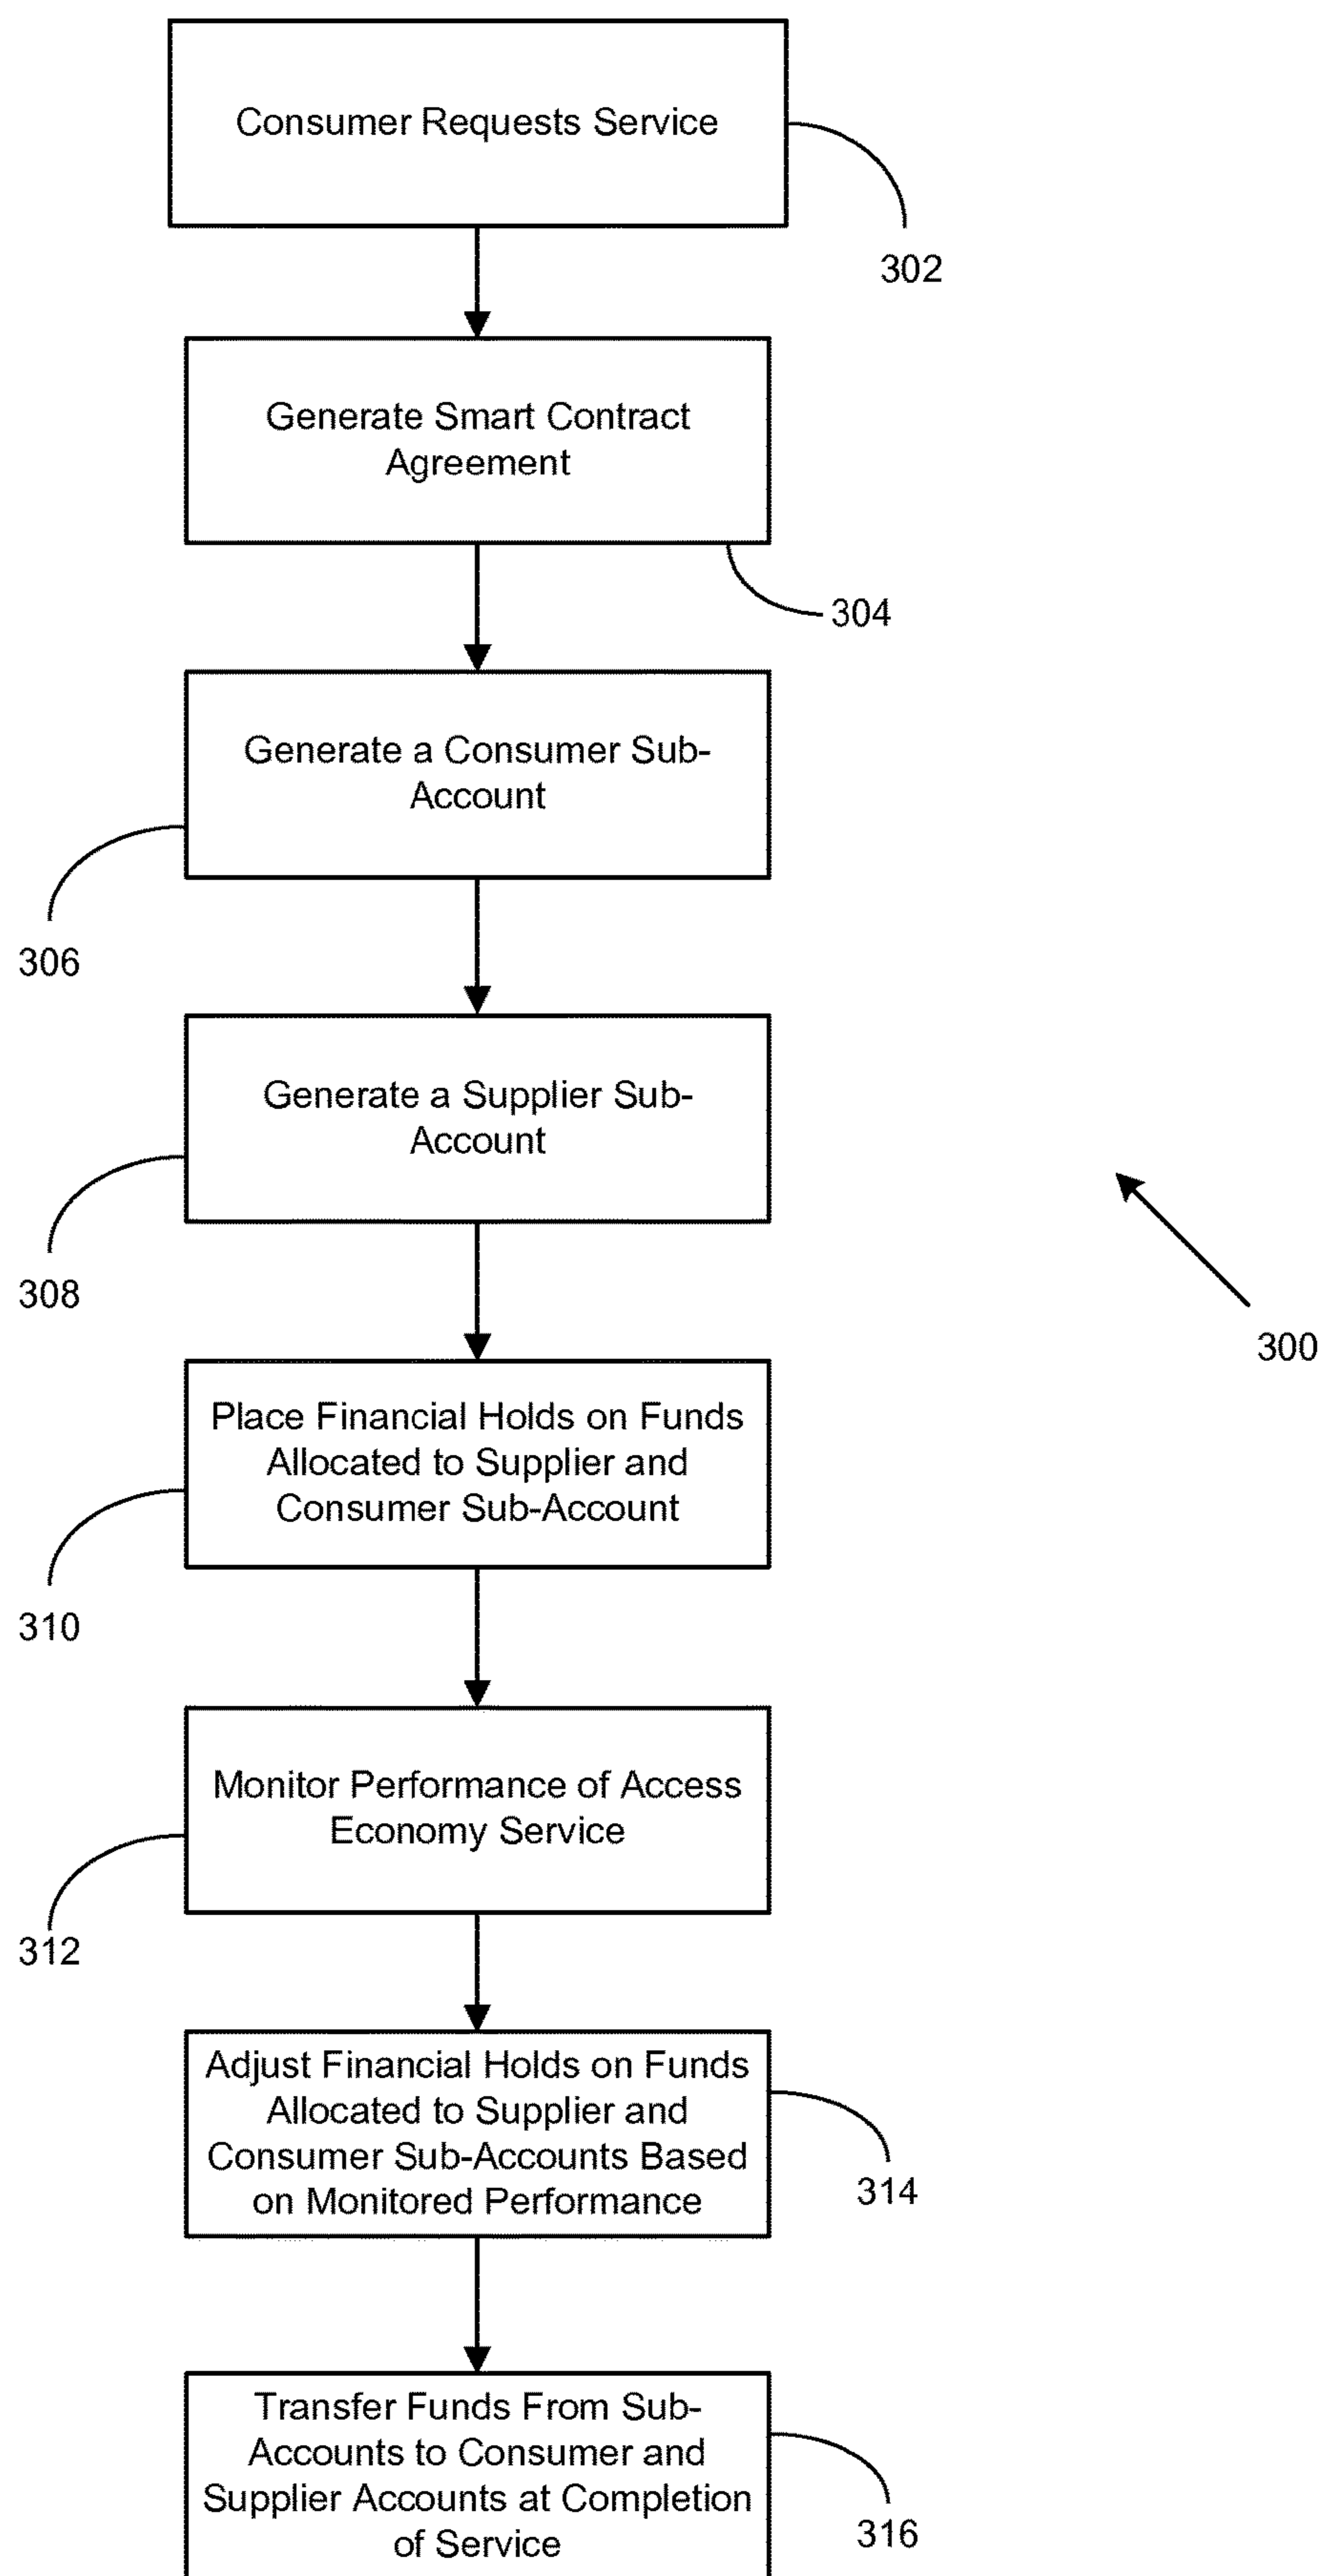 Consumer Requests Service
302
Generate Smart Contract
Agreement
304
Generate a Consumer Sub-
Account
306
Generate a Supplier Sub-
Account
308
300
Place Financial Holds on Funds
Allocated to Supplier and
Consumer Sub-Account
310
Monitor Performance of Access
Economy Service
312
Adjust Financial Holds on Funds
Allocated to Supplier and
Consumer Sub-Accounts Based
on Monitored Performance
314
Transfer Funds From Sub-
Accounts to Consumer and
Supplier Accounts at Completion
of Service
316